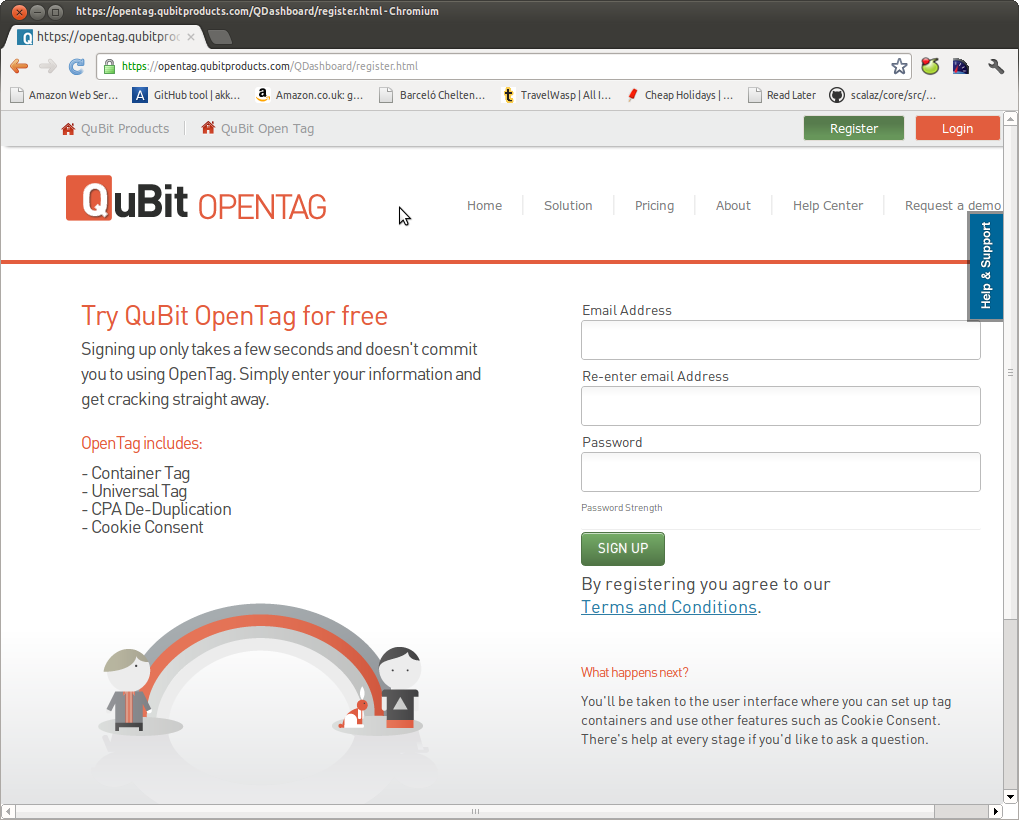 https://opentag.qubitproducts.com/QDashboard/register.html - Chromium
https://opentag.qubitproc
https://opentag.qubitproducts.com/QDashboard/register.html
Amazon Web Ser... GitHub tool | akk... Amazon.co.uk: g... Barceló Chelten... TravelWasp | All I... Cheap Holidays | ... Read Later scalaz/core/src/...
QuBit Products QuBit Open Tag Register Login
QuBit OPENTAG
Home Solution Pricing About Help Center Request a demo
Help & Support
Try QuBit OpenTag for free
Signing up only takes a few seconds and doesn't commit
you to using OpenTag. Simply enter your information and
get cracking straight away.
OpenTag includes:
- Container Tag
- Universal Tag
- CPA De-Duplication
- Cookie Consent
Email Address
Re-enter email Address
Password
Password Strength
SIGN UP
By registering you agree to our
Terms and Conditions.
What happens next?
You'll be taken to the user interface where you can set up tag
containers and use other features such as Cookie Consent.
There's help at every stage if you'd like to ask a question.